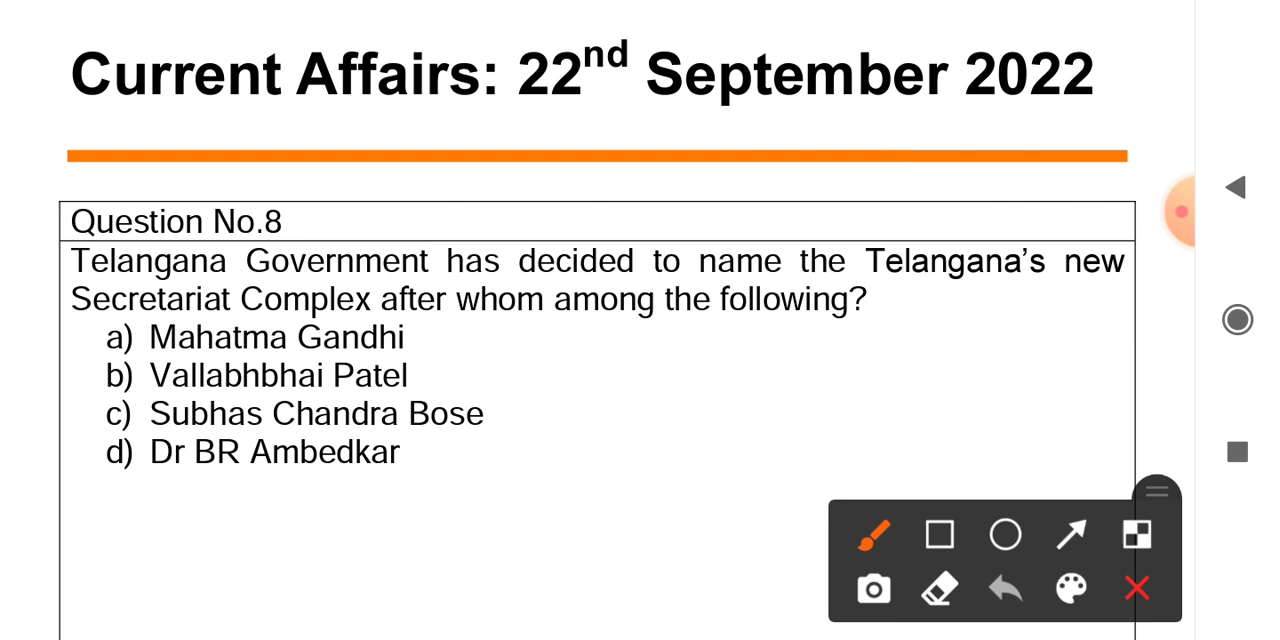 Current Affairs: 22nd September 2022
Question No.8
Telangana Government has decided to name the Telangana’s new
Secretariat Complex after whom among the following?
a) Mahatma Gandhi
b) Vallabhbhai Patel
c) Subhas Chandra Bose
d) Dr BR Ambedkar